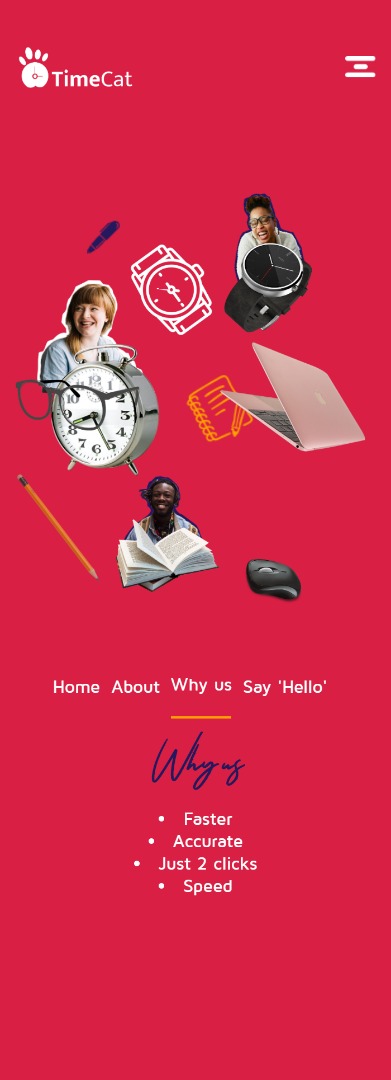 TimeCat
Home About Why us Say 'Hello'
Why us
• Faster
• Accurate
• Just 2 clicks
• Speed